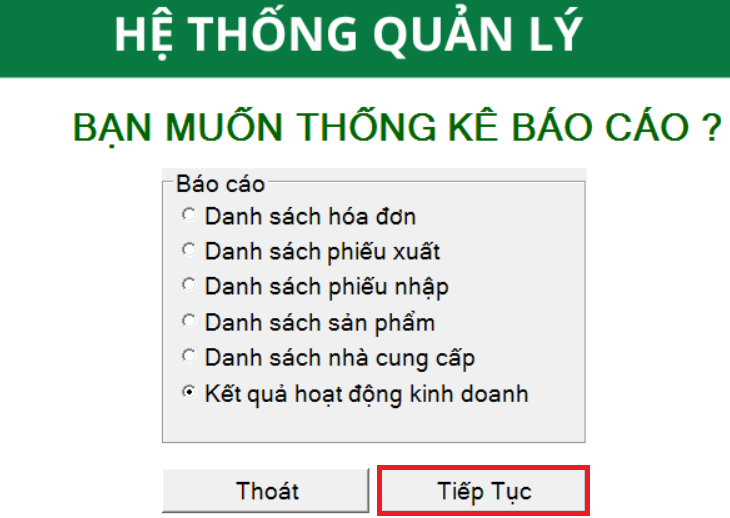 HỆ THỐNG QUẢN LÝ
BẠN MUỐN THỐNG KÊ BÁO CÁO ?
Báo cáo
Danh sách hóa đơn
Danh sách phiếu xuất
Danh sách phiếu nhập
Danh sách sản phẩm
Danh sách nhà cung cấp
Kết quả hoạt động kinh doanh
Thoát
Tiếp Tục